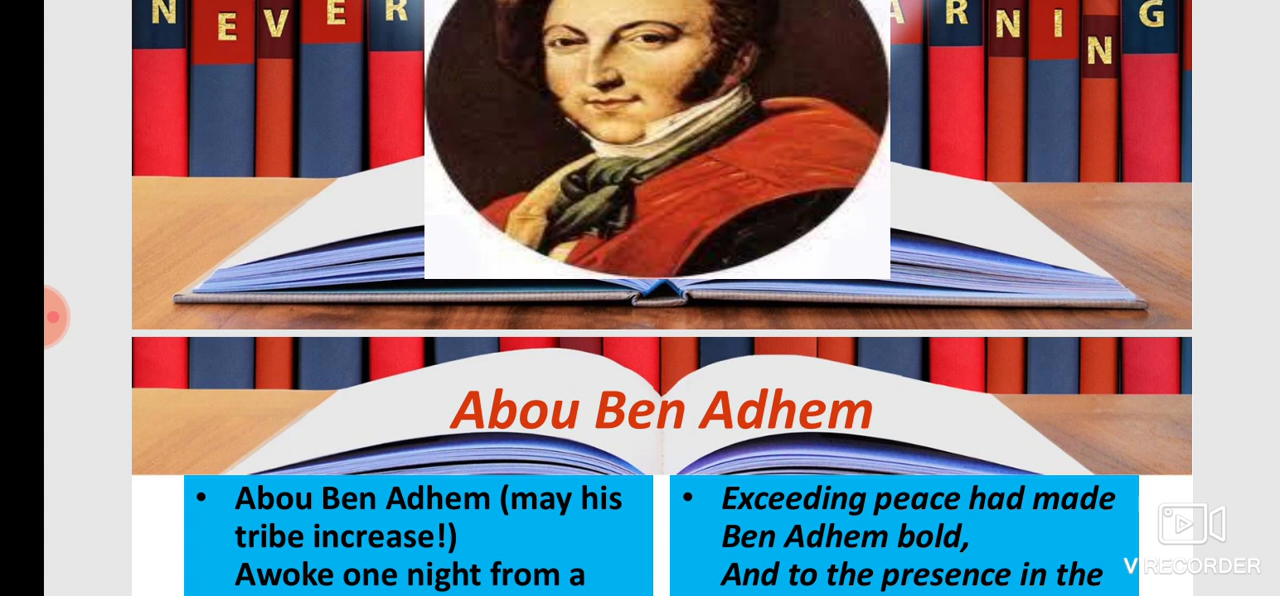 N E V E R A R N I N G
Abou Ben Adhem
• Abou Ben Adhem (may his
tribe increase!)
Awoke one night from a
• Exceeding peace had made
Ben Adhem bold,
And to the presence in the
V RECORDER